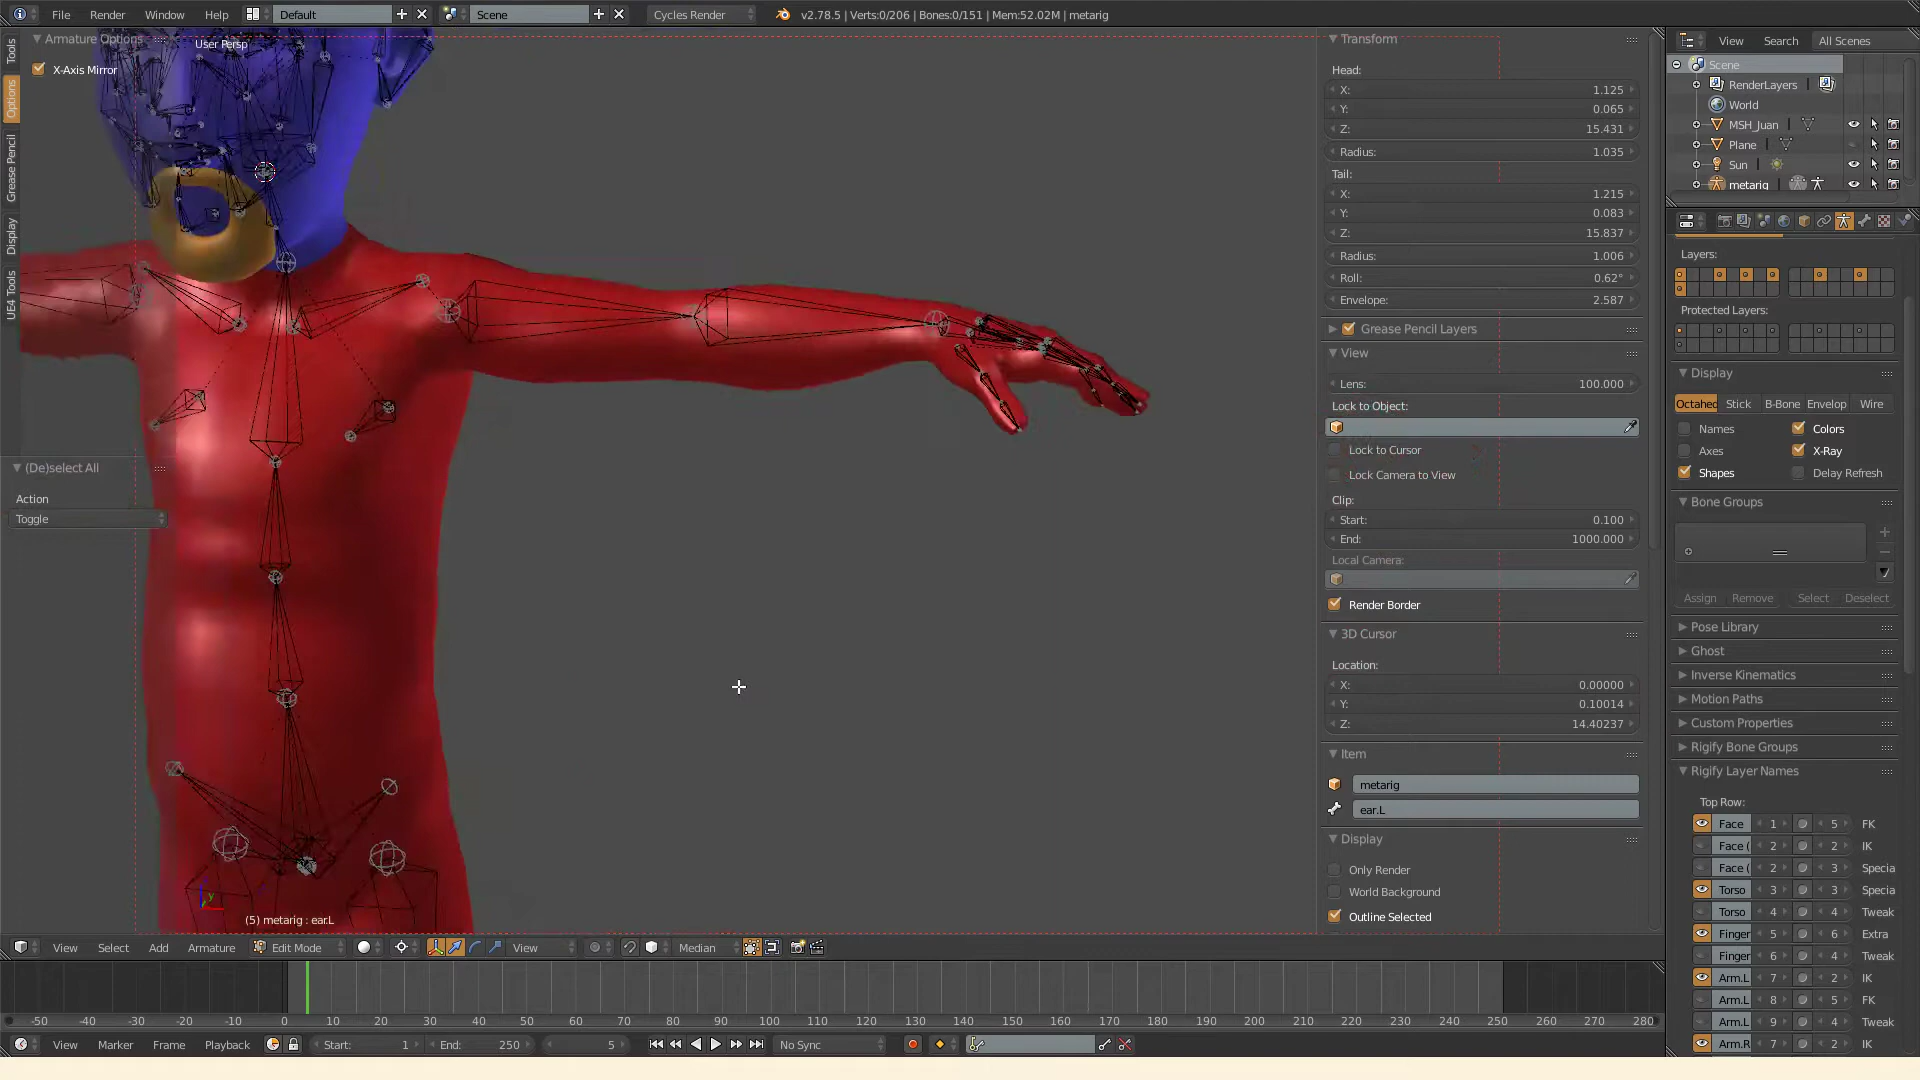 File Render Window Help Default Scene Cycles Render v2.78.5 | Verts:0/206 | Bones:0/151 | Mem:52.02M | metarig
Tools
Options
Grease Pencil
Display
UE4 Tools
Armature Options
User Persp
X-Axis Mirror
(De)select All
Action
Toggle
(5) metarig : ear.L
Transform
Head:
X: 1.125
Y: 0.065
Z: 15.431
Radius: 1.035
Tail:
X: 1.215
Y: 0.083
Z: 15.837
Radius: 1.006
Roll: 0.62°
Envelope: 2.587
Grease Pencil Layers
View
Lens: 100.000
Lock to Object:
Lock to Cursor
Lock Camera to View
Clip:
Start: 0.100
End: 1000.000
Local Camera:
Render Border
3D Cursor
Location:
X: 0.00000
Y: 0.10014
Z: 14.40237
Item
metarig
ear.L
Display
Only Render
World Background
Outline Selected
View Search All Scenes
Scene
RenderLayers
World
MSH_Juan
Plane
Sun
metarig
Layers:
Protected Layers:
Display
Octahed Stick B-Bone Envelop Wire
Names Colors
Axes X-Ray
Shapes Delay Refresh
Bone Groups
Assign Remove Select Deselect
Pose Library
Ghost
Inverse Kinematics
Motion Paths
Custom Properties
Rigify Bone Groups
Rigify Layer Names
Top Row:
Face 1 5 FK
Face ( 2 2 IK
Face ( 2 3 Specia
Torso 3 3 Specia
Torso 4 4 Tweak
Finger 5 6 Extra
Finger 6 4 Tweak
Arm.L 7 2 IK
Arm.L 8 5 FK
Arm.L 9 4 Tweak
Arm.R 7 2 IK
View Select Add Armature Edit Mode View Median
-50 -40 -30 -20 -10 0 10 20 30 40 50 60 70 80 90 100 110 120 130 140 150 160 170 180 190 200 210 220 230 240 250 260 270 280
View Marker Frame Playback Start: 1 End: 250 5 No Sync